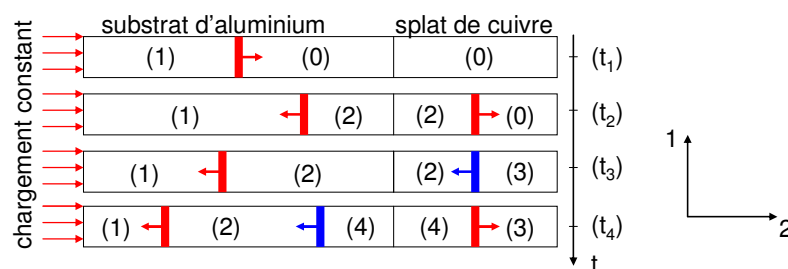 substrat d'aluminium splat de cuivre
chargement constant
(1) (0) (0) (t₁)
(1) (2) (2) (0) (t₂)
(1) (2) (2) (3) (t₃)
(1) (2) (4) (4) (3) (t₄)
t
1
2